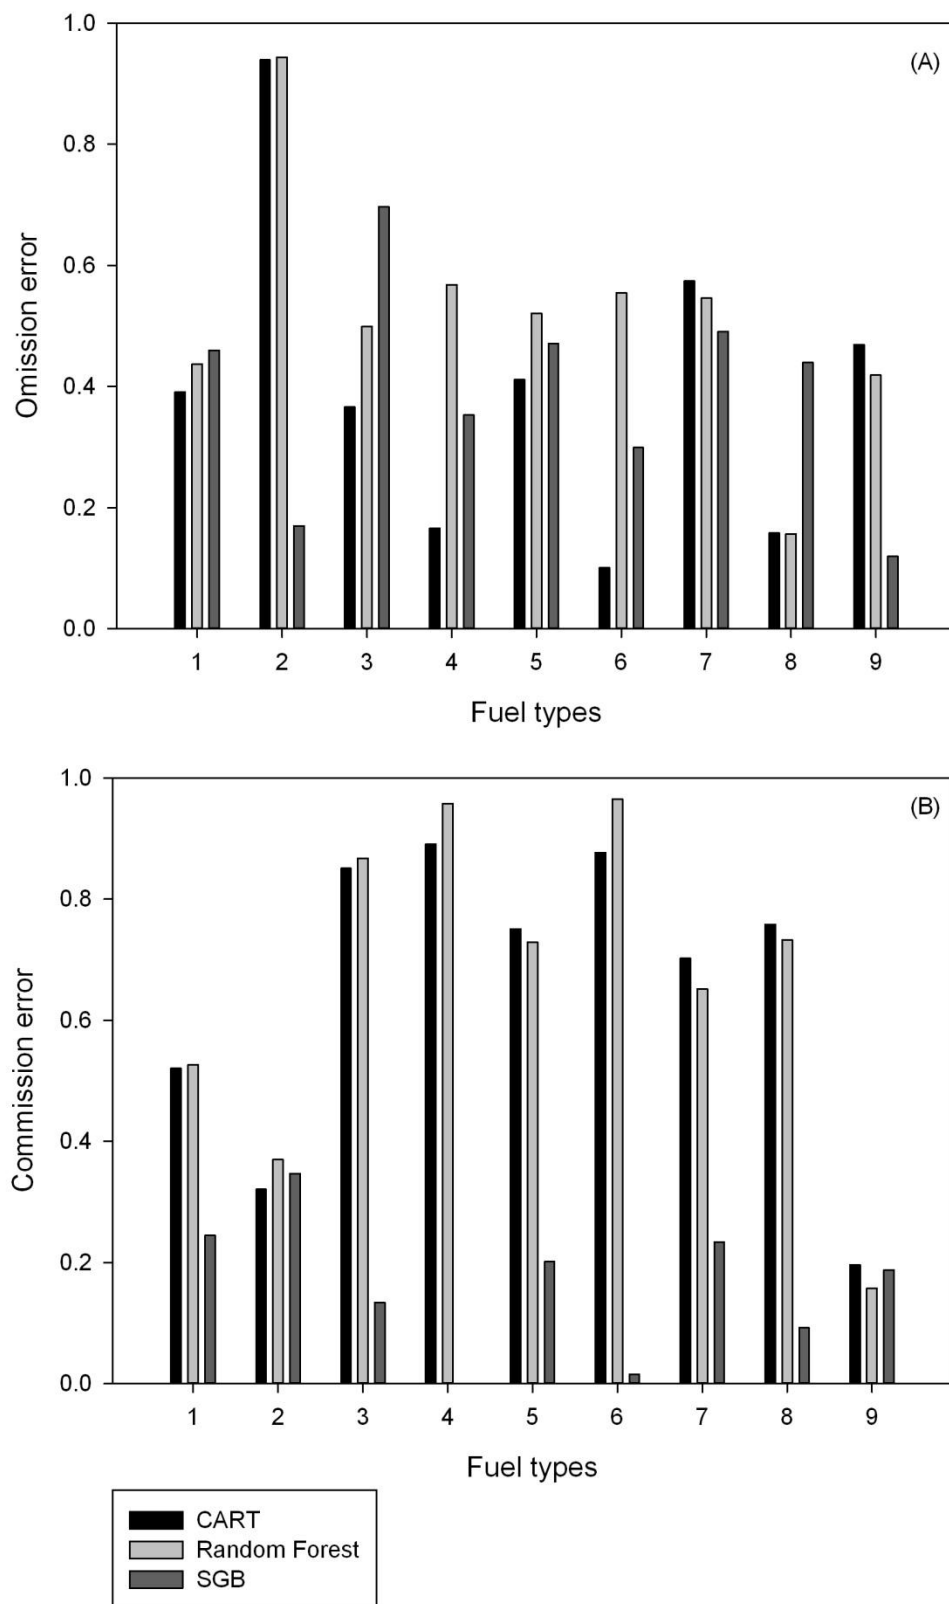 1.0
(A)
0.8
0.6
0.4
0.2
0.0
Omission error
1 2 3 4 5 6 7 8 9
Fuel types
1.0
(B)
0.8
0.6
0.4
0.2
0.0
Commission error
1 2 3 4 5 6 7 8 9
Fuel types
CART
Random Forest
SGB